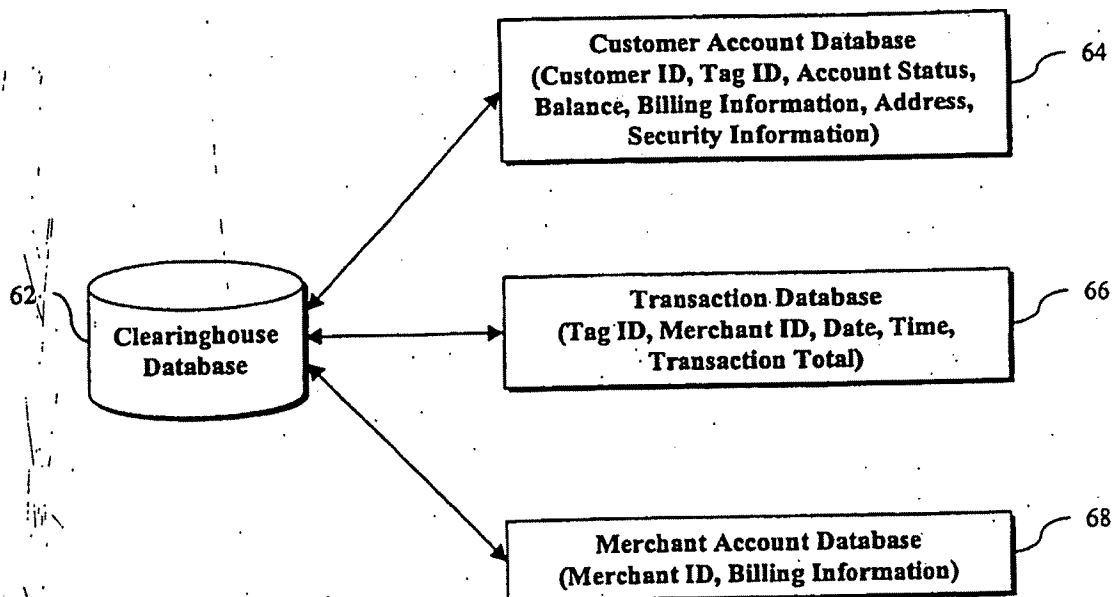 Customer Account Database
(Customer ID, Tag ID, Account Status,
Balance, Billing Information, Address,
Security Information)
64
62
Clearinghouse
Database
Transaction Database
(Tag ID, Merchant ID, Date, Time,
Transaction Total)
66
Merchant Account Database
(Merchant ID, Billing Information)
68